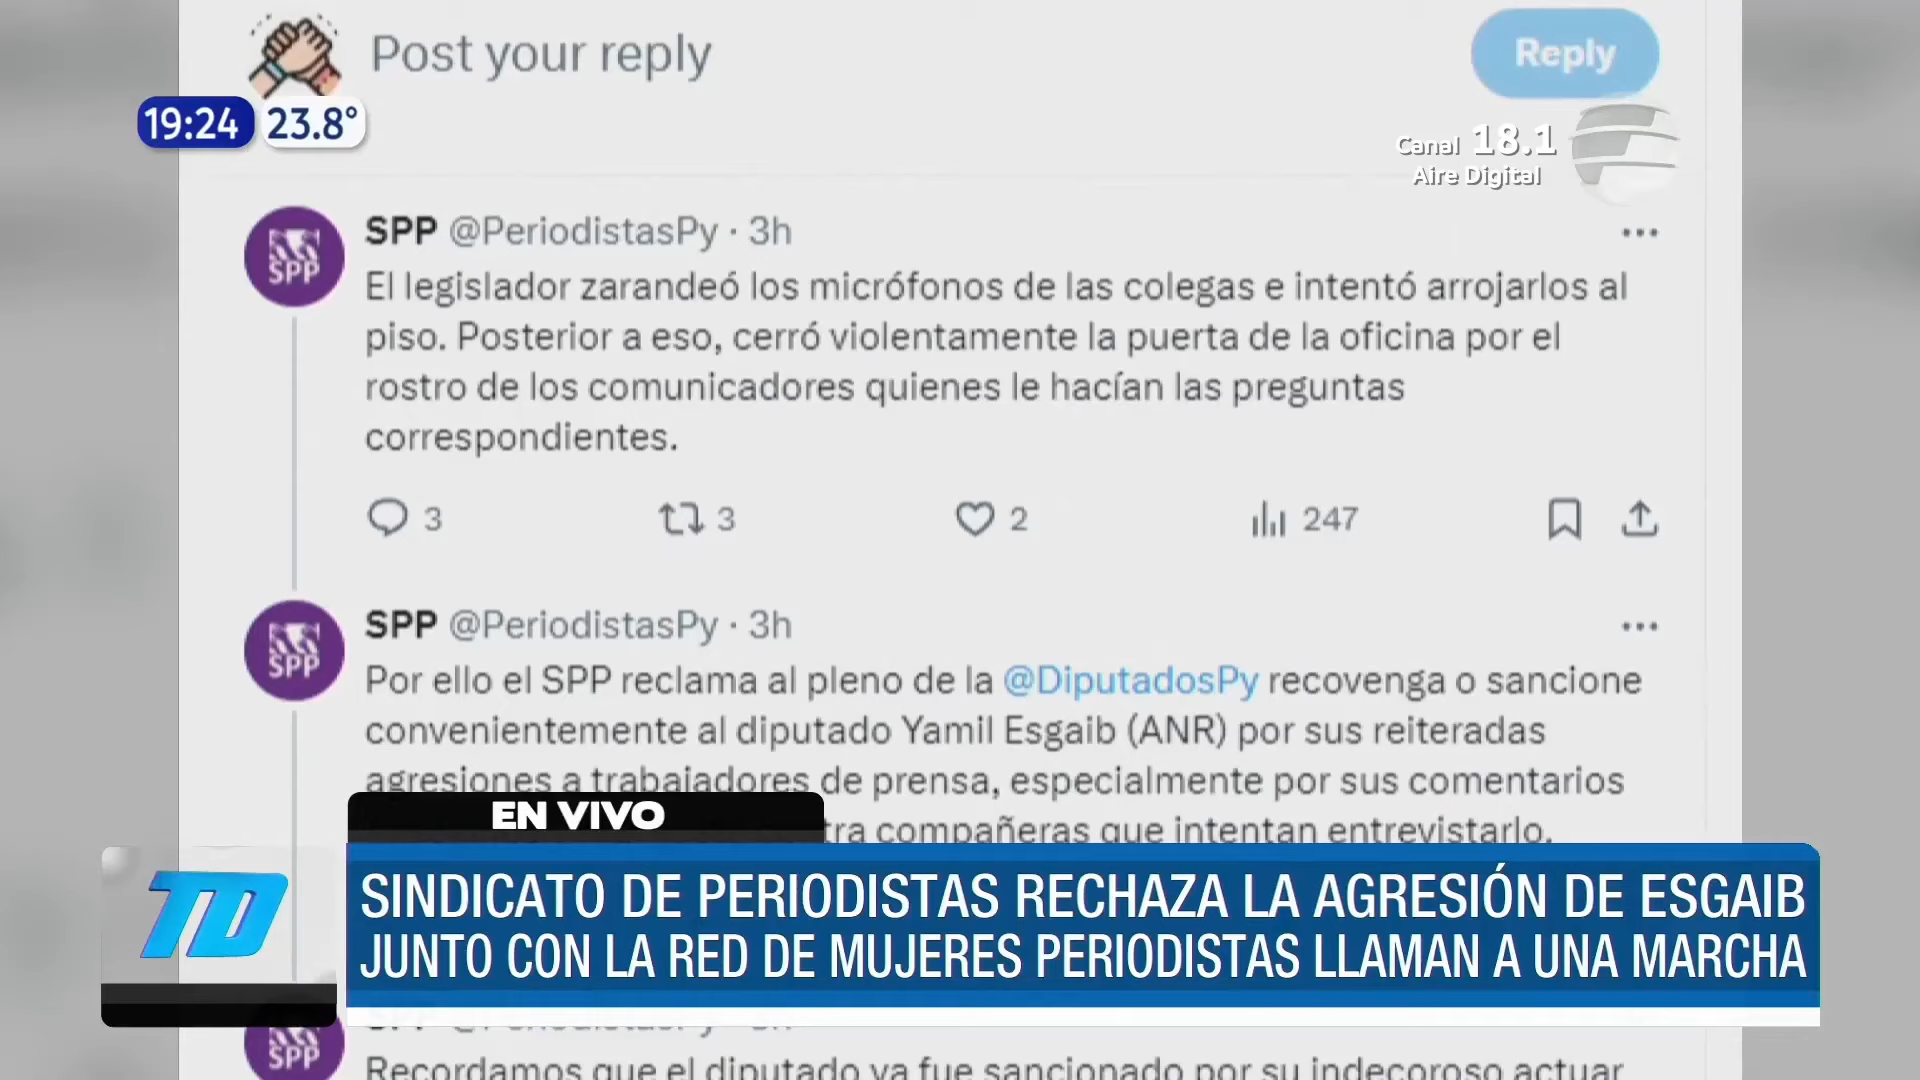 Post your reply
Reply
19:24 23.8°
Canal 18.1
Aire Digital
SPP @PeriodistasPy · 3h
SPP
El legislador zarandeó los micrófonos de las colegas e intentó arrojarlos al
piso. Posterior a eso, cerró violentamente la puerta de la oficina por el
rostro de los comunicadores quienes le hacían las preguntas
correspondientes.
3 3 2 247
SPP @PeriodistasPy · 3h
SPP
Por ello el SPP reclama al pleno de la @DiputadosPy recovenga o sancione
convenientemente al diputado Yamil Esgaib (ANR) por sus reiteradas
agresiones a trabajadores de prensa, especialmente por sus comentarios
compañeras que intentan entrevistarlo.
EN VIVO
TD
SINDICATO DE PERIODISTAS RECHAZA LA AGRESIÓN DE ESGAIB
JUNTO CON LA RED DE MUJERES PERIODISTAS LLAMAN A UNA MARCHA
SPP
Recordamos que el diputado ya fue sancionado por su indecoroso actuar